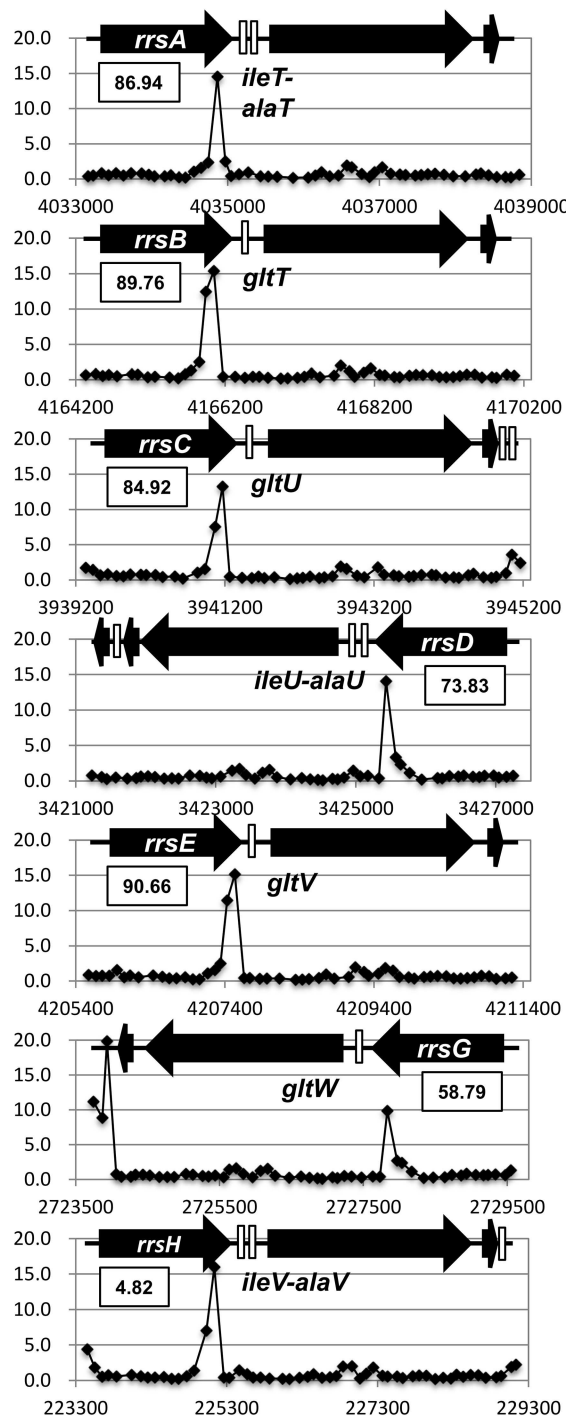 20.0 rrsA
15.0 86.94 ileT-
10.0 alaT
5.0
0.0
4033000 4035000 4037000 4039000
20.0 rrsB
15.0 89.76 gltT
10.0
5.0
0.0
4164200 4166200 4168200 4170200
20.0 rrsC
15.0 84.92 gltU
10.0
5.0
0.0
3939200 3941200 3943200 3945200
20.0 rrsD
15.0 ileU-alaU 73.83
10.0
5.0
0.0
3421000 3423000 3425000 3427000
20.0 rrsE
15.0 90.66 gltV
10.0
5.0
0.0
4205400 4207400 4209400 4211400
20.0 rrsG
15.0 gltW 58.79
10.0
5.0
0.0
2723500 2725500 2727500 2729500
20.0 rrsH
15.0 4.82 ileV-alaV
10.0
5.0
0.0
223300 225300 227300 229300